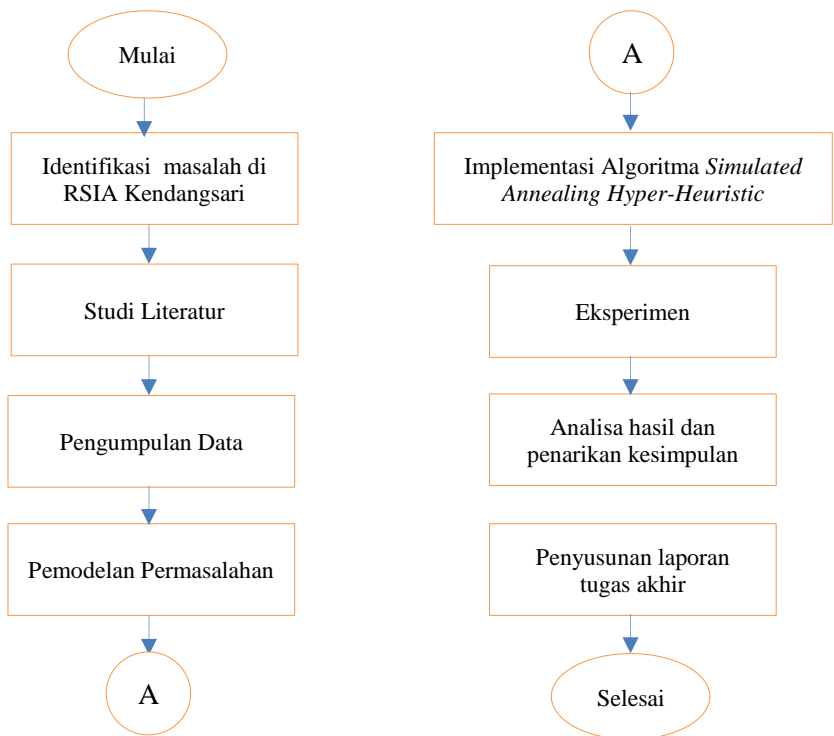 Mulai
Identifikasi masalah di
RSIA Kendangsari
Studi Literatur
Pengumpulan Data
Pemodelan Permasalahan
A
A
Implementasi Algoritma Simulated
Annealing Hyper-Heuristic
Eksperimen
Analisa hasil dan
penarikan kesimpulan
Penyusunan laporan
tugas akhir
Selesai